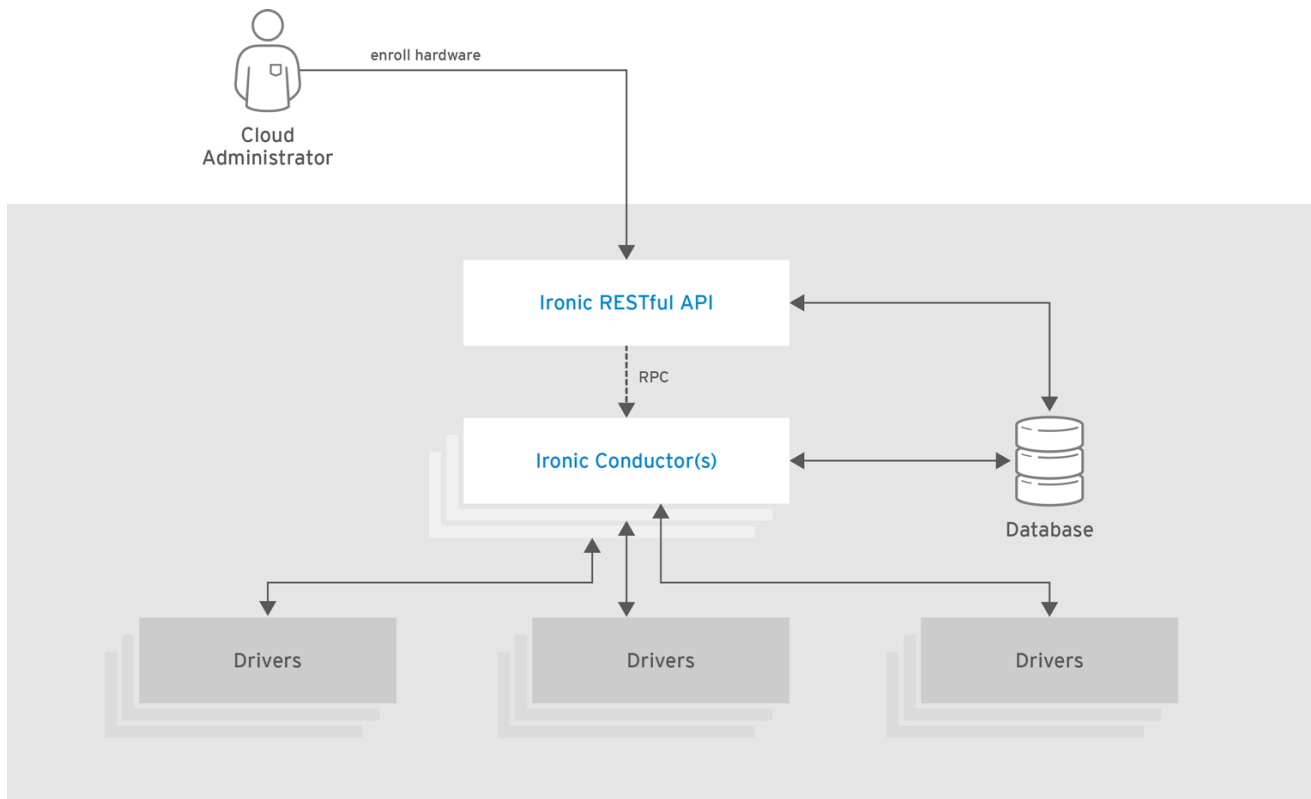 enroll hardware
Cloud
Administrator
Ironic RESTful API
RPC
Ironic Conductor(s)
Database
Drivers
Drivers
Drivers